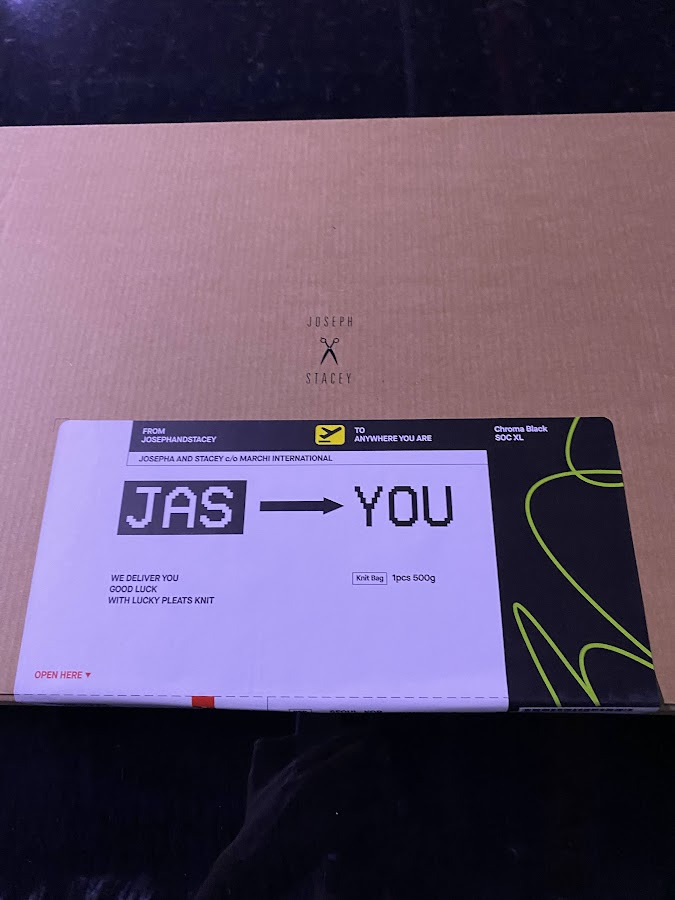 JOSEPH
STACEY
FROM
JOSEPHANDSTACEY
TO
ANYWHERE YOU ARE
Chroma Black
SOC XL
JOSEPHA AND STACEY c/o MARCHI INTERNATIONAL
JAS
YOU
WE DELIVER YOU
GOOD LUCK
WITH LUCKY PLEATS KNIT
Knit Bag 1pcs 500g
OPEN HERE